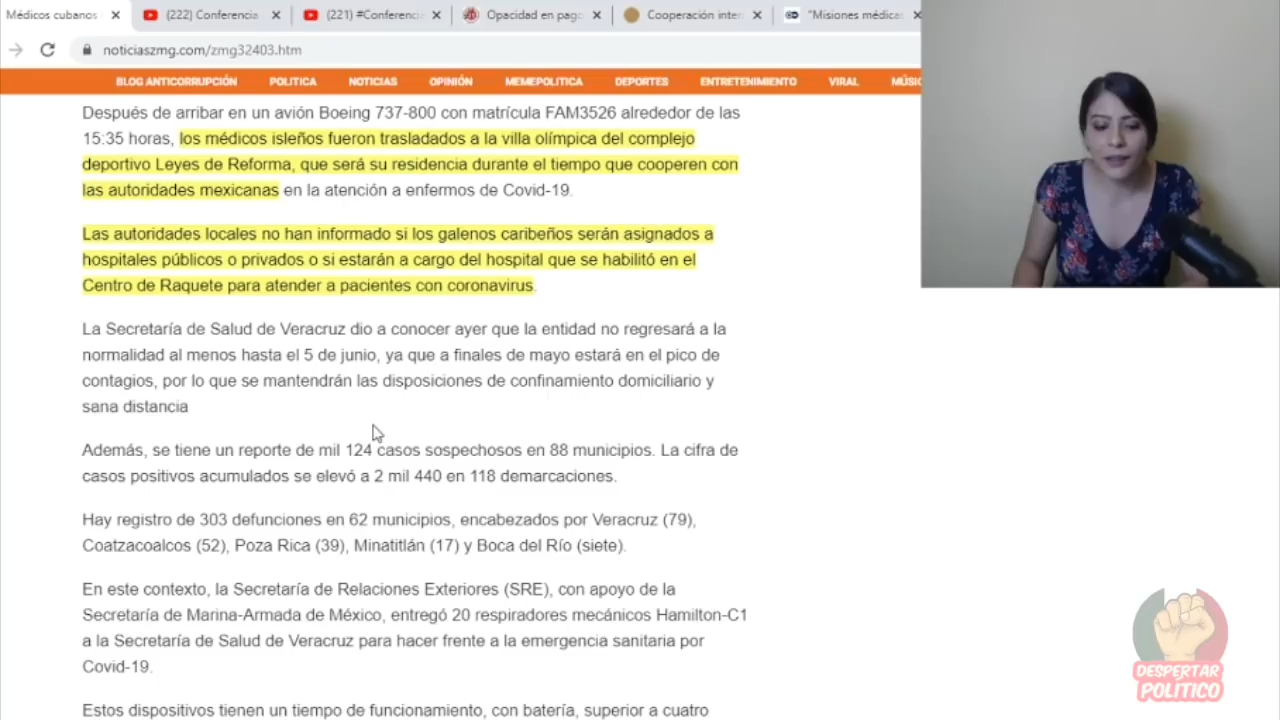 Médicos cubanos
(222) Conferencia
(221) #Conferenci
Opacidad en pago
Cooperación inter
"Misiones médica
noticiaszmg.com/zmg32403.htm
BLOG ANTICORRUPCIÓN POLITICA NOTICIAS OPINIÓN MEMEPOLITICA DEPORTES ENTRETENIMIENTO VIRAL MÚSIC
Después de arribar en un avión Boeing 737-800 con matrícula FAM3526 alrededor de las
15:35 horas, los médicos isleños fueron trasladados a la villa olímpica del complejo
deportivo Leyes de Reforma, que será su residencia durante el tiempo que cooperen con
las autoridades mexicanas en la atención a enfermos de Covid-19.
Las autoridades locales no han informado si los galenos caribeños serán asignados a
hospitales públicos o privados o si estarán a cargo del hospital que se habilitó en el
Centro de Raquete para atender a pacientes con coronavirus.
La Secretaría de Salud de Veracruz dio a conocer ayer que la entidad no regresará a la
normalidad al menos hasta el 5 de junio, ya que a finales de mayo estará en el pico de
contagios, por lo que se mantendrán las disposiciones de confinamiento domiciliario y
sana distancia
Además, se tiene un reporte de mil 124 casos sospechosos en 88 municipios. La cifra de
casos positivos acumulados se elevó a 2 mil 440 en 118 demarcaciones.
Hay registro de 303 defunciones en 62 municipios, encabezados por Veracruz (79),
Coatzacoalcos (52), Poza Rica (39), Minatitlán (17) y Boca del Río (siete).
En este contexto, la Secretaría de Relaciones Exteriores (SRE), con apoyo de la
Secretaría de Marina-Armada de México, entregó 20 respiradores mecánicos Hamilton-C1
a la Secretaría de Salud de Veracruz para hacer frente a la emergencia sanitaria por
Covid-19.
Estos dispositivos tienen un tiempo de funcionamiento, con batería, superior a cuatro
DESPERTAR
POLÍTICO